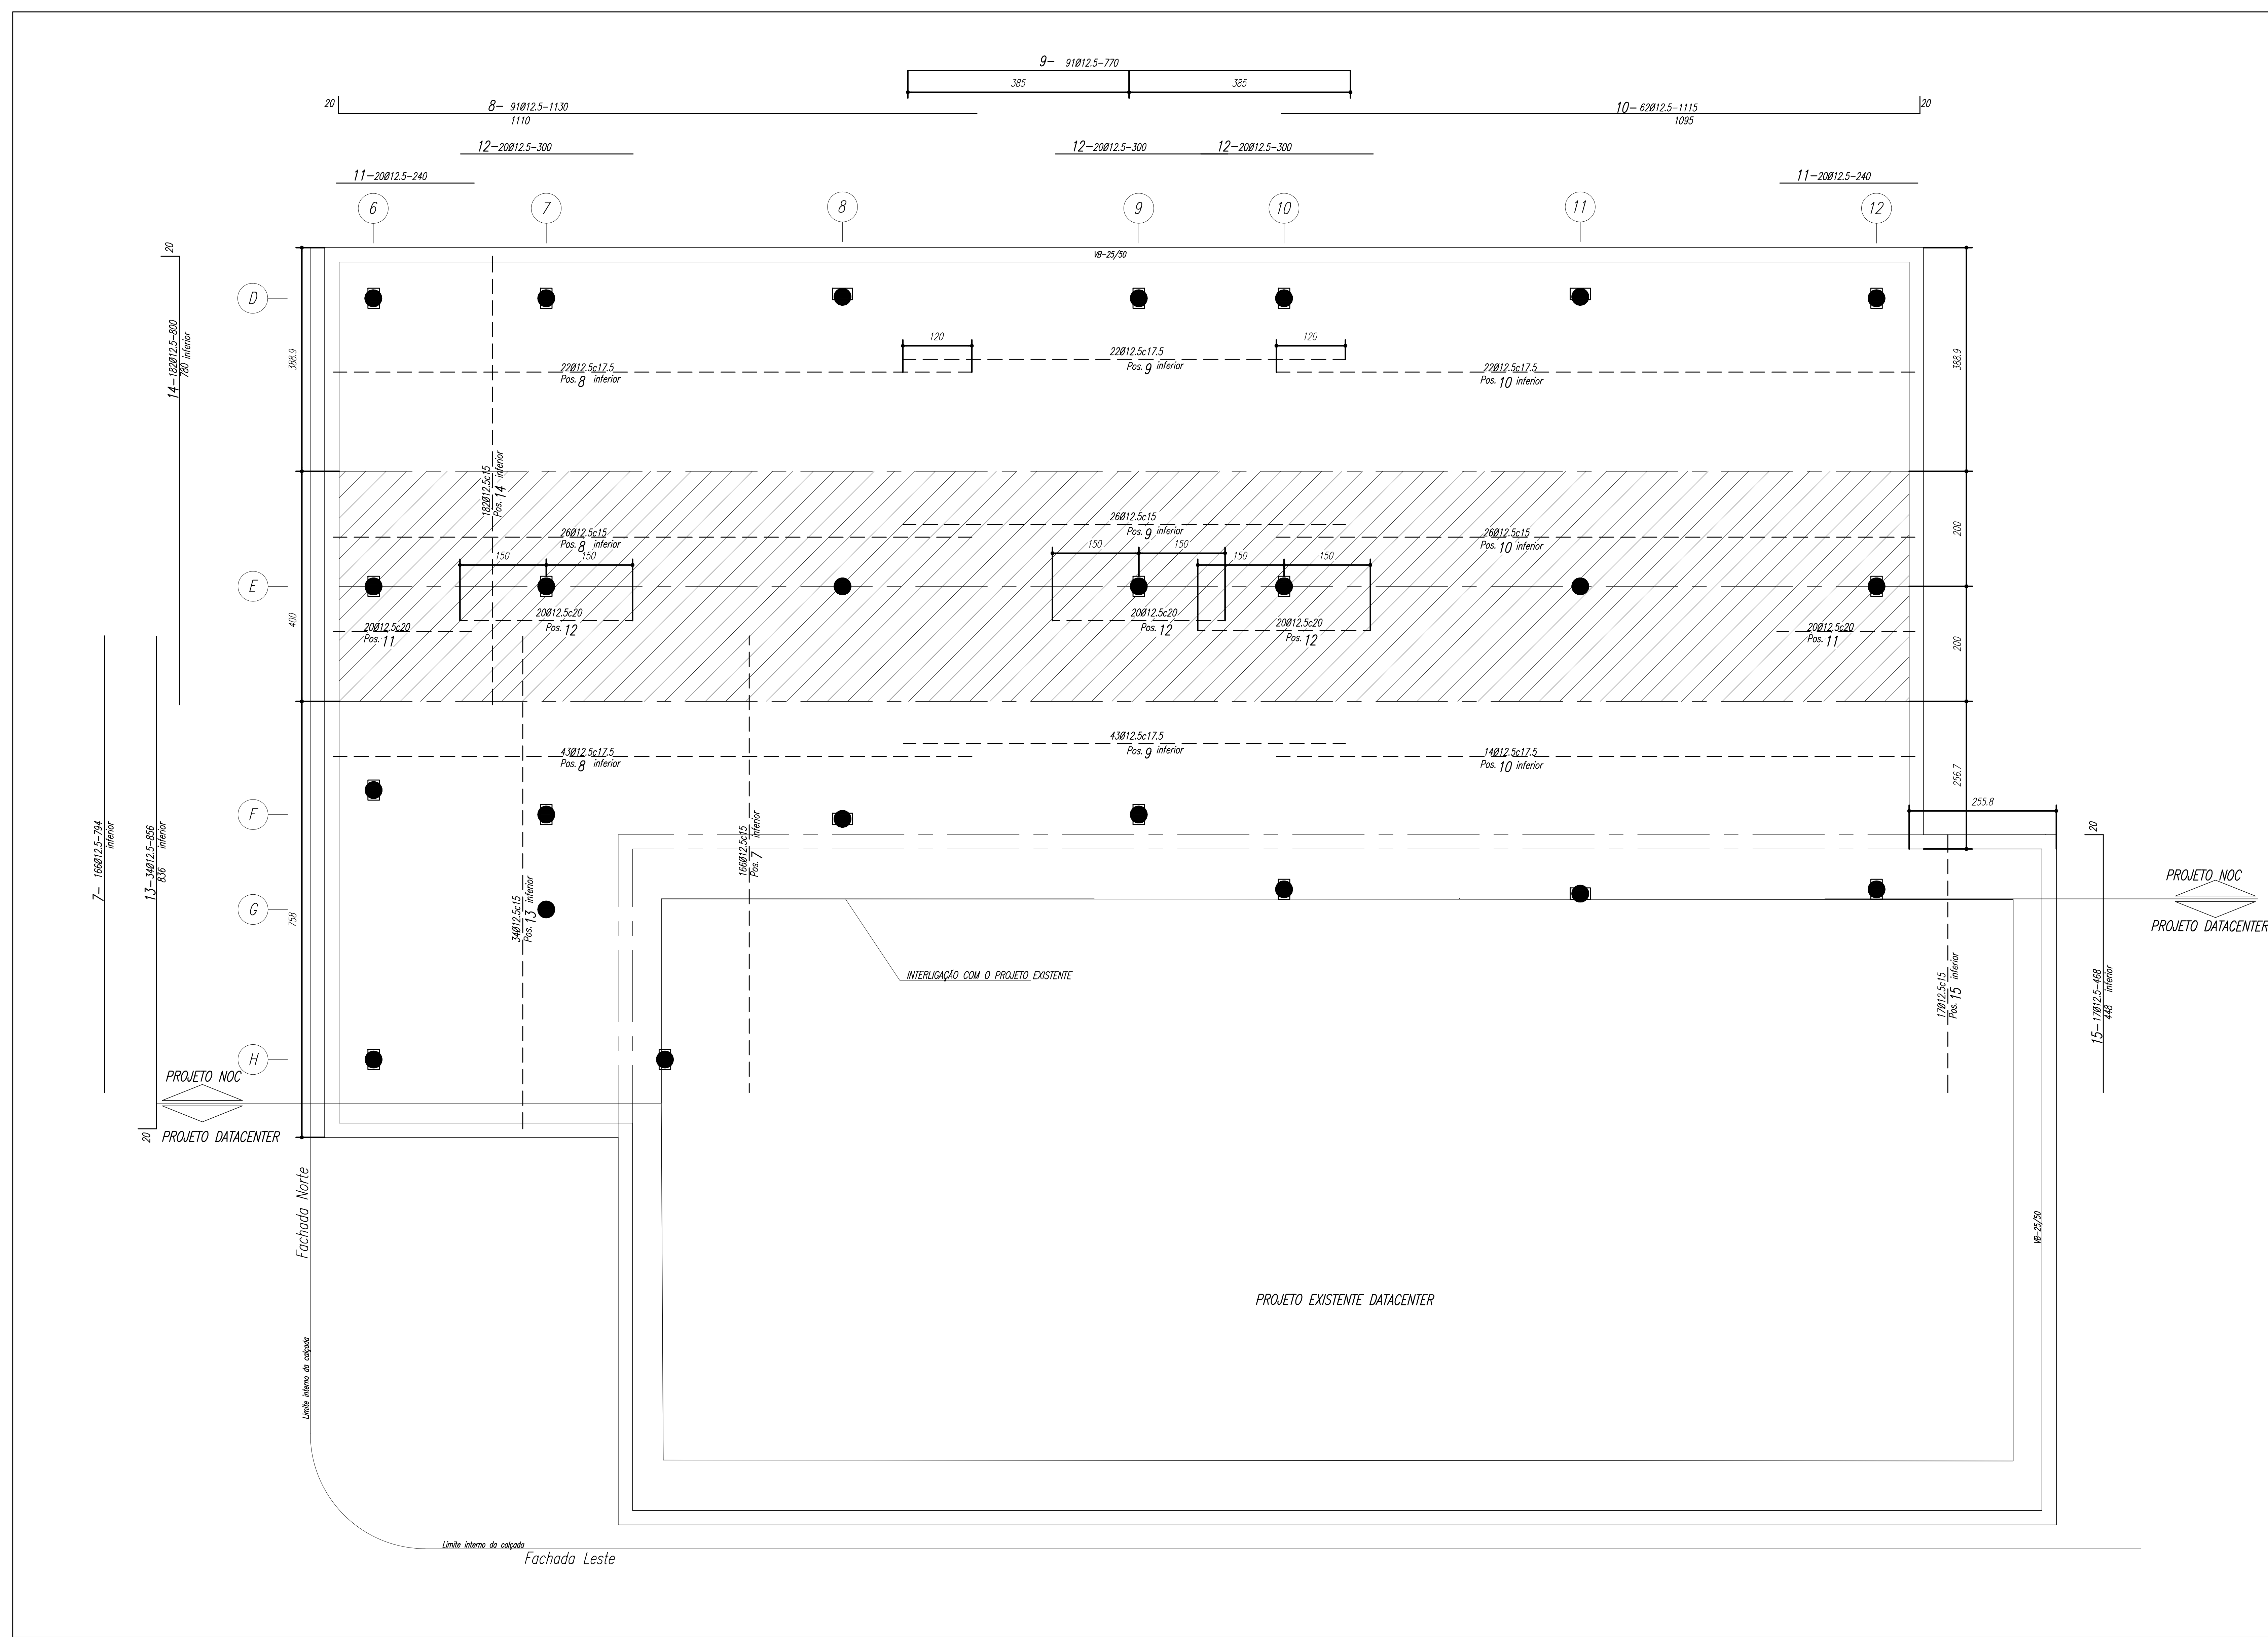 9- 91Ø12.5-770
385 385
20 8- 91Ø12.5-1130 10- 62Ø12.5-1115 20
1110 1095
12-20Ø12.5-300 12-20Ø12.5-300 12-20Ø12.5-300
11-20Ø12.5-240 11-20Ø12.5-240
6 7 8 9 10 11 12
VB-25/50
20
14-182Ø12.5-800
780 inferior
D
388.9
388.9
120 120
22Ø12.5c17.5
Pos. 9 inferior
22Ø12.5c17.5
Pos. 8 inferior
22Ø12.5c17.5
Pos. 10 inferior
182Ø12.5c15
Pos. 14 inferior
26Ø12.5c15
Pos. 9 inferior
26Ø12.5c15
Pos. 8 inferior
26Ø12.5c15
Pos. 10 inferior
200
150 150 150 150 150 150
E
20Ø12.5c20
Pos. 12
20Ø12.5c20
Pos. 12
20Ø12.5c20
Pos. 12
20Ø12.5c20
Pos. 11
20Ø12.5c20
Pos. 11
400
200
43Ø12.5c17.5
Pos. 9 inferior
43Ø12.5c17.5
Pos. 8 inferior
14Ø12.5c17.5
Pos. 10 inferior
256.7
255.8
F
7- 166Ø12.5-794
inferior
13-34Ø12.5-856
836 inferior
20
166Ø12.5c15
Pos. 7 inferior
34Ø12.5c15
Pos. 13 inferior
G
758
PROJETO NOC
PROJETO DATACENTER
20
15-17Ø12.5-468
448 inferior
17Ø12.5c15
Pos. 15 inferior
INTERLIGAÇÃO COM O PROJETO EXISTENTE
H
PROJETO NOC
PROJETO DATACENTER
Fachada Norte
VB-25/50
PROJETO EXISTENTE DATACENTER
Limite interno da calçada
Limite interno da calçada
Fachada Leste